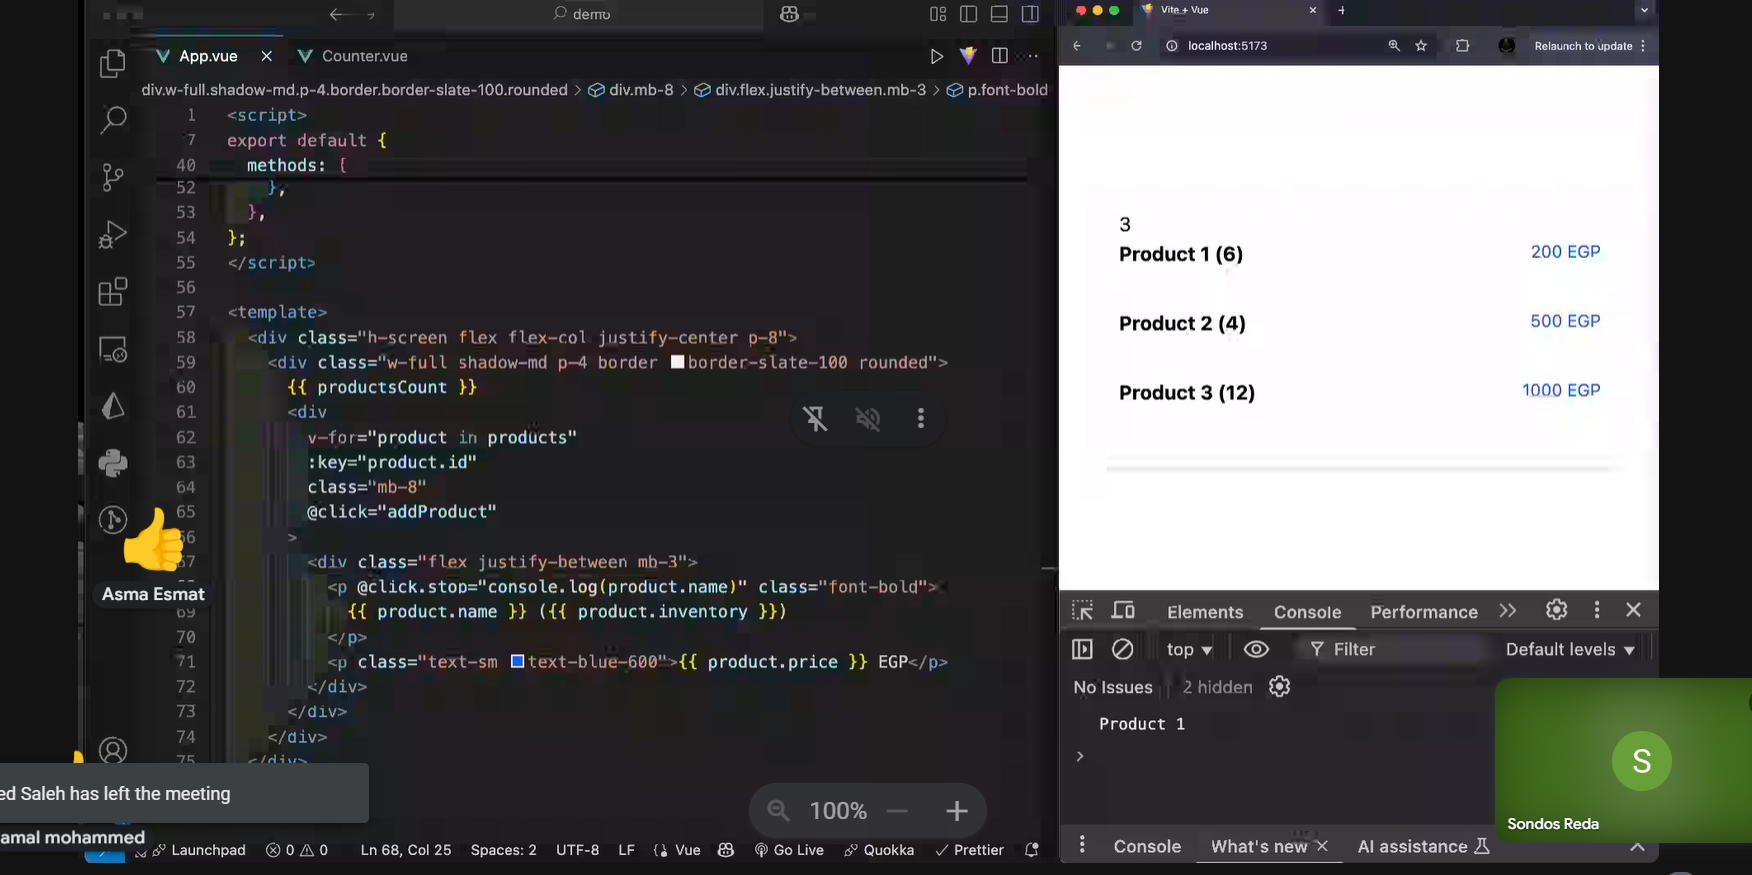 demo
Vite + Vue
App.vue
Counter.vue
localhost:5173
Relaunch to update
div.w-full.shadow-md.p-4.border.border-slate-100.rounded > div.mb-8 > div.flex.justify-between.mb-3 > p.font-bold
1 <script>
7 export default {
40 methods: {
52 },
53 },
54 };
55 </script>
56
57 <template>
58 <div class="h-screen flex flex-col justify-center p-8">
59 <div class="w-full shadow-md p-4 border border-slate-100 rounded">
60 {{ productsCount }}
61 <div
62 v-for="product in products"
63 :key="product.id"
64 class="mb-8"
65 @click="addProduct"
66 >
67 <div class="flex justify-between mb-3">
<p @click.stop="console.log(product.name)" class="font-bold">
69 {{ product.name }} ({{ product.inventory }})
70 </p>
71 <p class="text-sm text-blue-600">{{ product.price }} EGP</p>
72 </div>
73 </div>
74 </div>
75 </div>
Asma Esmat
ed Saleh has left the meeting
amal mohammed
100%
Launchpad
0 0
Ln 68, Col 25
Spaces: 2
UTF-8
LF
Vue
Go Live
Quokka
Prettier
3
Product 1 (6) 200 EGP
Product 2 (4) 500 EGP
Product 3 (12) 1000 EGP
Elements Console Performance
top Filter Default levels
No Issues 2 hidden
Product 1
S
Sondos Reda
Console What's new AI assistance